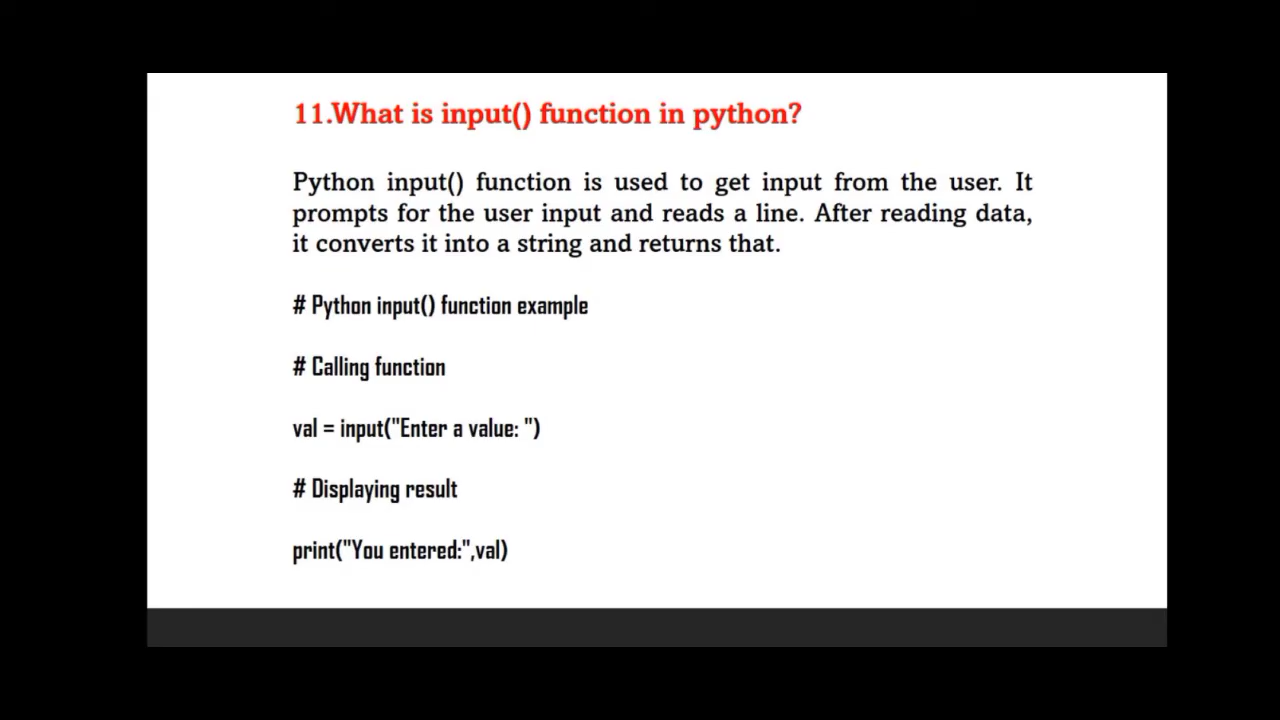 11.What is input() function in python?
Python input() function is used to get input from the user. It
prompts for the user input and reads a line. After reading data,
it converts it into a string and returns that.
# Python input() function example
# Calling function
val = input("Enter a value: ")
# Displaying result
print("You entered:",val)